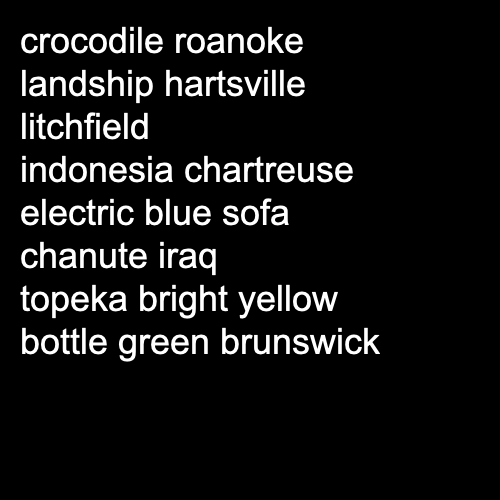 crocodile roanoke
landship hartsville
litchfield
indonesia chartreuse
electric blue sofa
chanute iraq
topeka bright yellow
bottle green brunswick